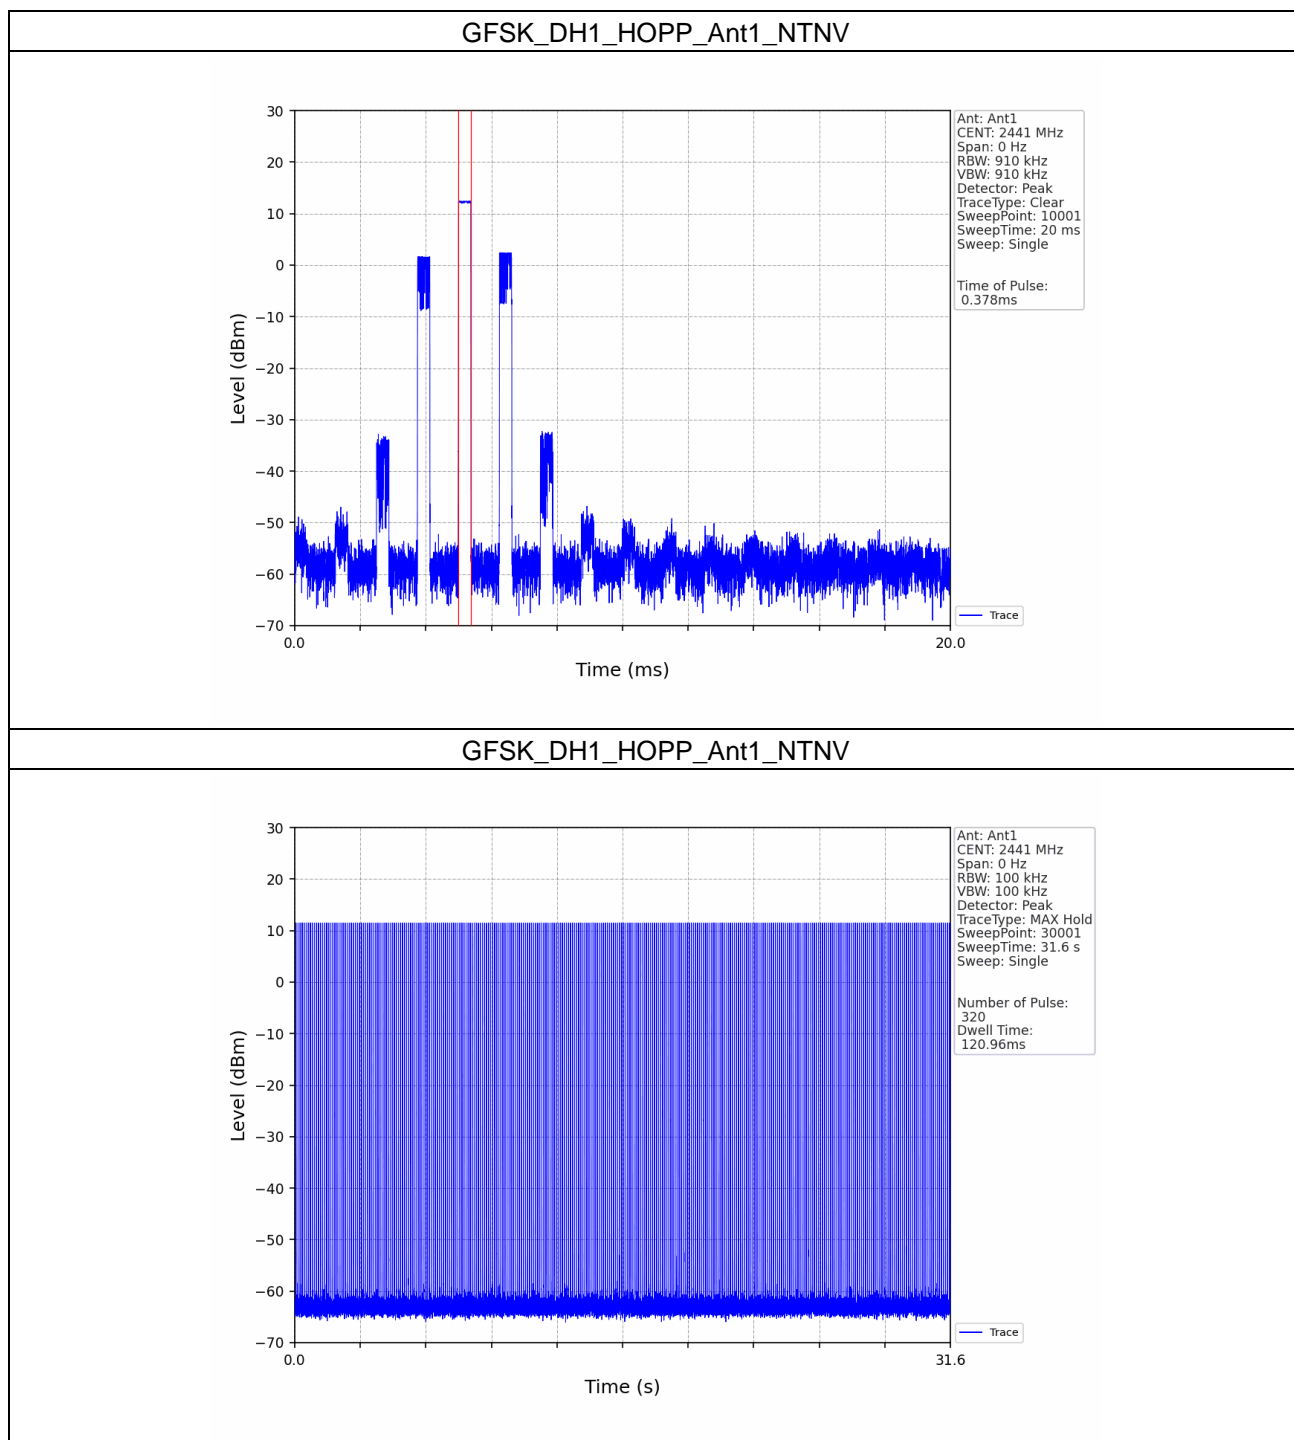 GFSK_DH1_HOPP_Ant1_NTNV
30
20
10
0
−10
−20
−30
−40
−50
−60
−70
Level (dBm)
0.0
20.0
Time (ms)
Ant: Ant1
CENT: 2441 MHz
Span: 0 Hz
RBW: 910 kHz
VBW: 910 kHz
Detector: Peak
TraceType: Clear
SweepPoint: 10001
SweepTime: 20 ms
Sweep: Single
Time of Pulse:
0.378ms
Trace
GFSK_DH1_HOPP_Ant1_NTNV
30
20
10
0
−10
−20
−30
−40
−50
−60
−70
Level (dBm)
0.0
31.6
Time (s)
Ant: Ant1
CENT: 2441 MHz
Span: 0 Hz
RBW: 100 kHz
VBW: 100 kHz
Detector: Peak
TraceType: MAX Hold
SweepPoint: 30001
SweepTime: 31.6 s
Sweep: Single
Number of Pulse:
320
Dwell Time:
120.96ms
Trace